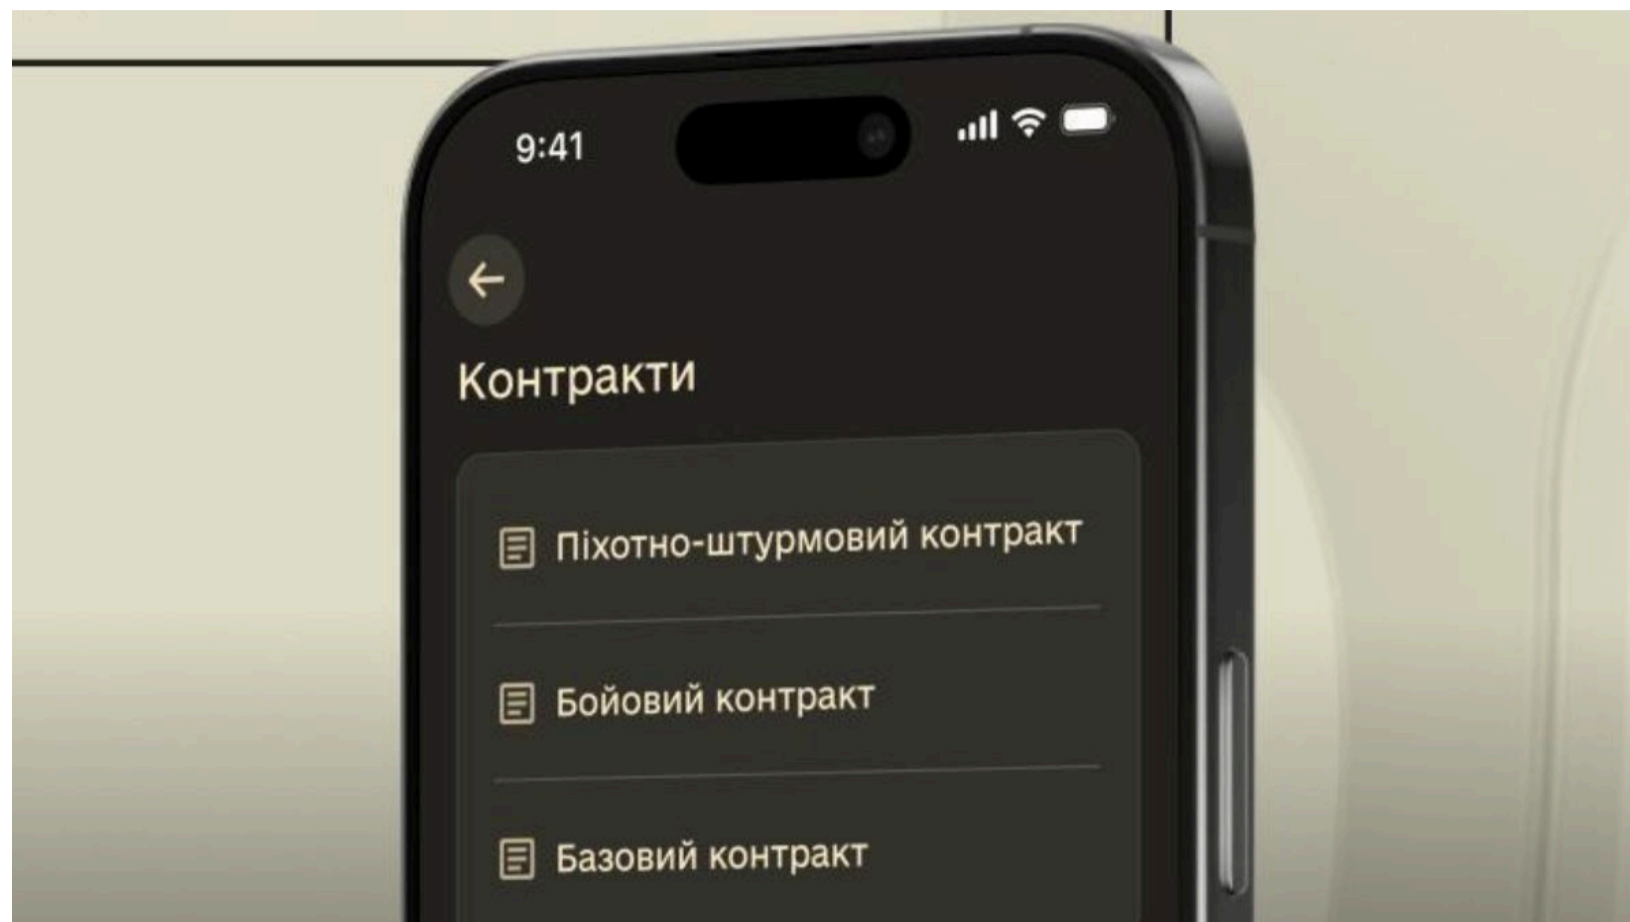 9:41
Контракти
Піхотно-штурмовий контракт
Бойовий контракт
Базовий контракт